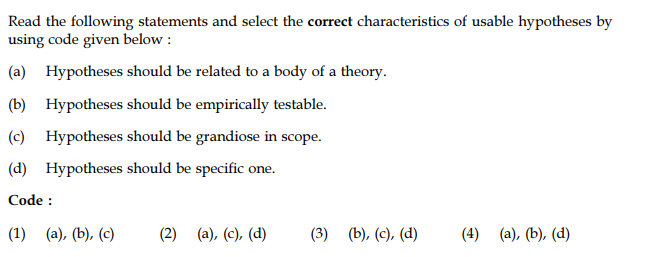 Read the following statements and select the correct characteristics of usable hypotheses by
using code given below :
(a) Hypotheses should be related to a body of a theory.
(b) Hypotheses should be empirically testable.
(c) Hypotheses should be grandiose in scope.
(d) Hypotheses should be specific one.
Code :
(1) (a), (b), (c) (2) (a), (c), (d) (3) (b), (c), (d) (4) (a), (b), (d)